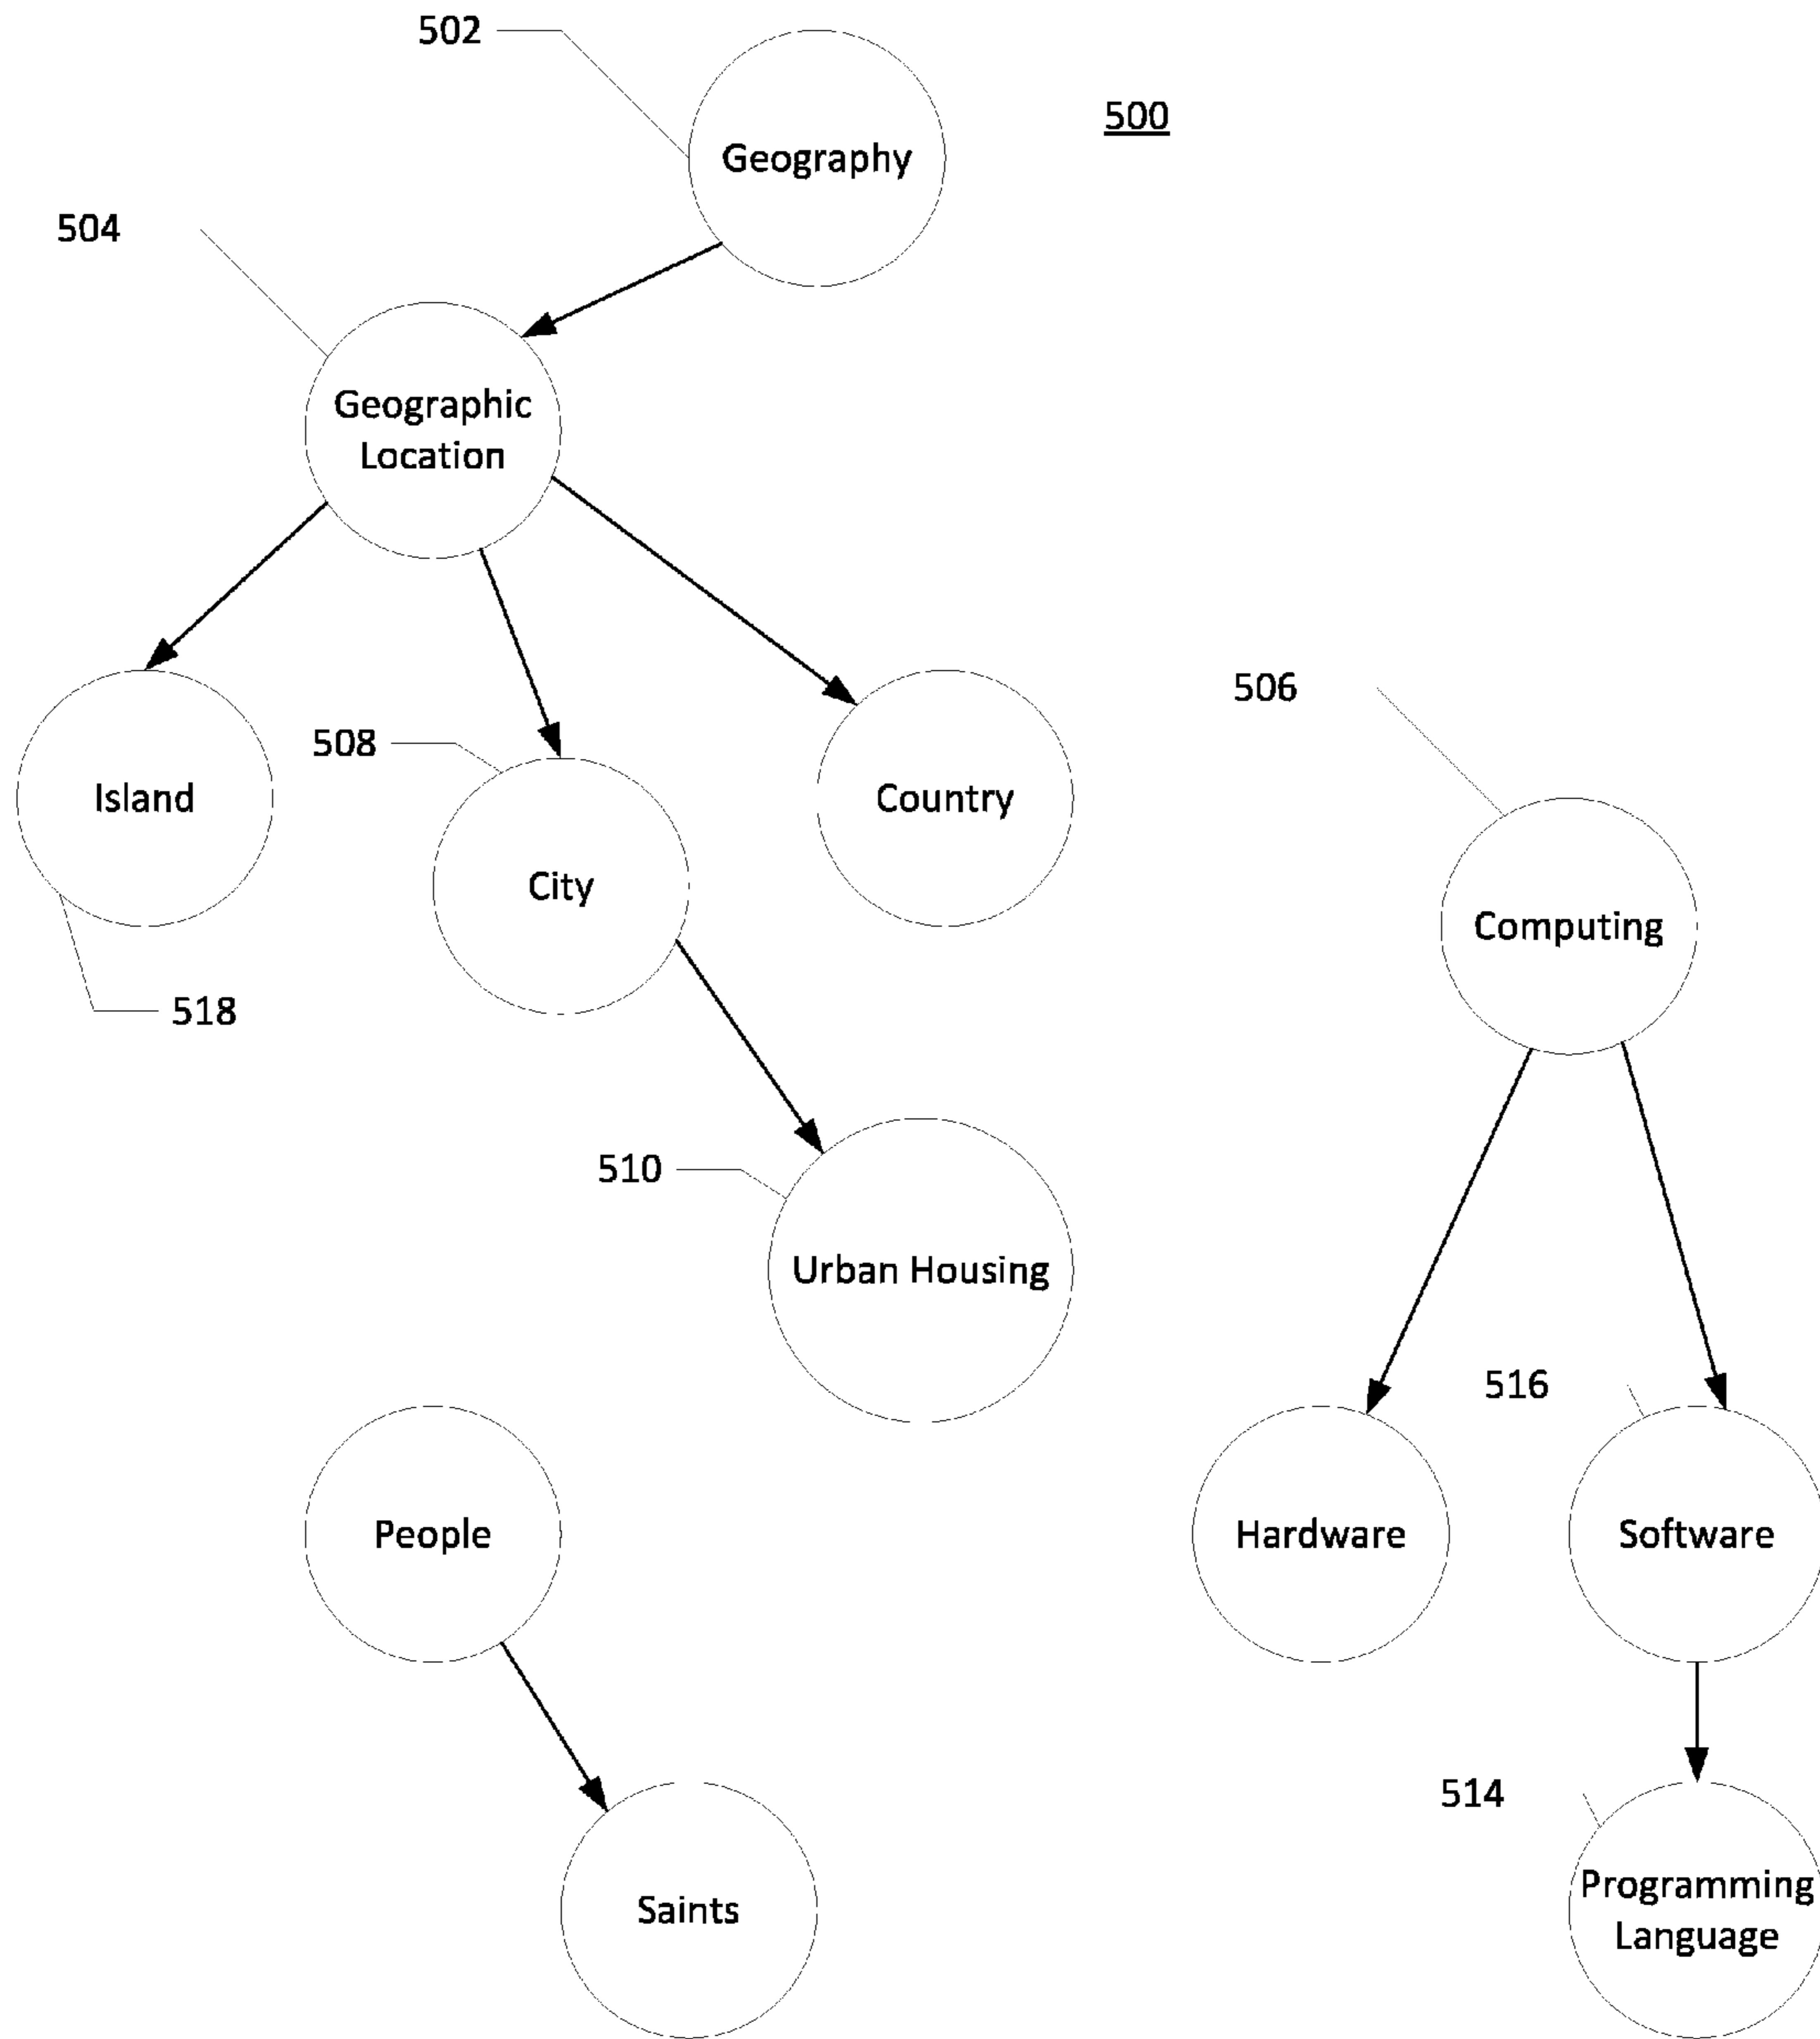 502
Geography
500
504
Geographic
Location
506
508
Island
City
Country
Computing
518
510
Urban Housing
516
People
Hardware
Software
514
Saints
Programming
Language